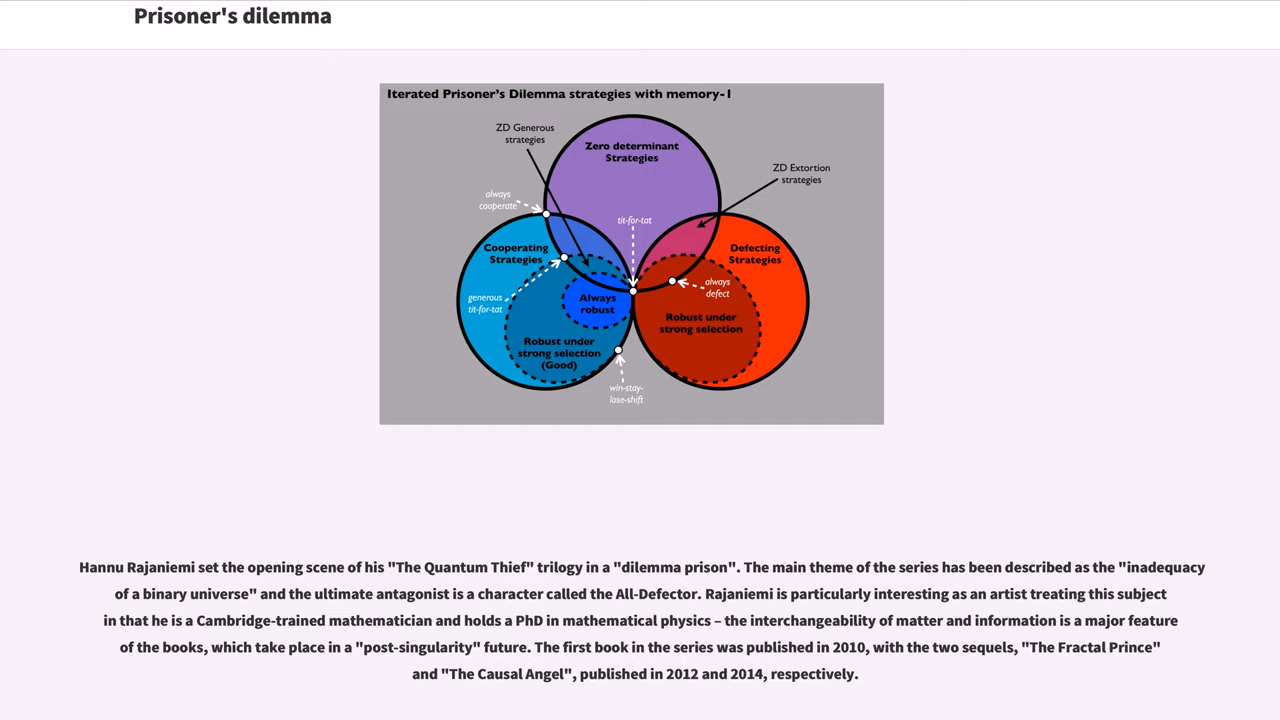 Prisoner's dilemma
Iterated Prisoner's Dilemma strategies with memory-1
ZD Generous
strategies
Zero determinant
Strategies
ZD Extortion
strategies
always
cooperate
tit-for-tat
Cooperating
Strategies
Defecting
Strategies
generous
tit-for-tat
Always
robust
always
defect
Robust under
strong selection
Robust under
strong selection
(Good)
win-stay-
lose-shift
Hannu Rajaniemi set the opening scene of his "The Quantum Thief" trilogy in a "dilemma prison". The main theme of the series has been described as the "inadequacy
of a binary universe" and the ultimate antagonist is a character called the All-Defector. Rajaniemi is particularly interesting as an artist treating this subject
in that he is a Cambridge-trained mathematician and holds a PhD in mathematical physics – the interchangeability of matter and information is a major feature
of the books, which take place in a "post-singularity" future. The first book in the series was published in 2010, with the two sequels, "The Fractal Prince"
and "The Causal Angel", published in 2012 and 2014, respectively.